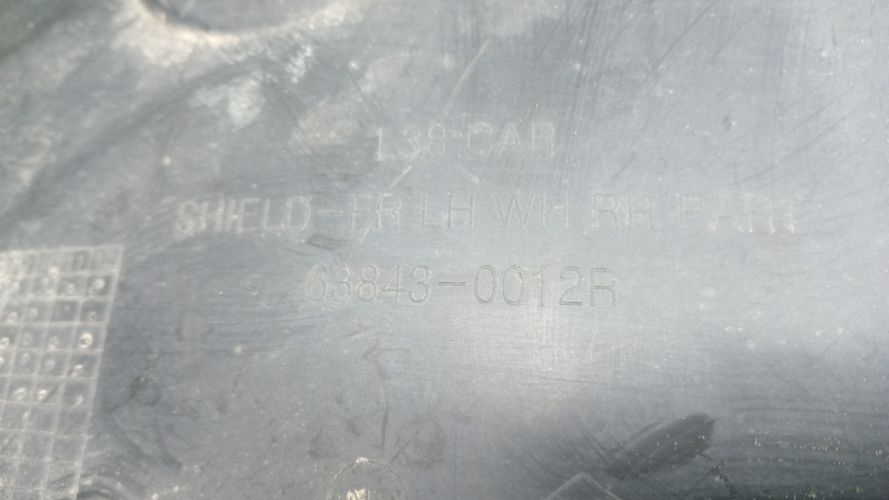 138 CAR
SHIELD-FR LH WH RR PART
63843-0012R